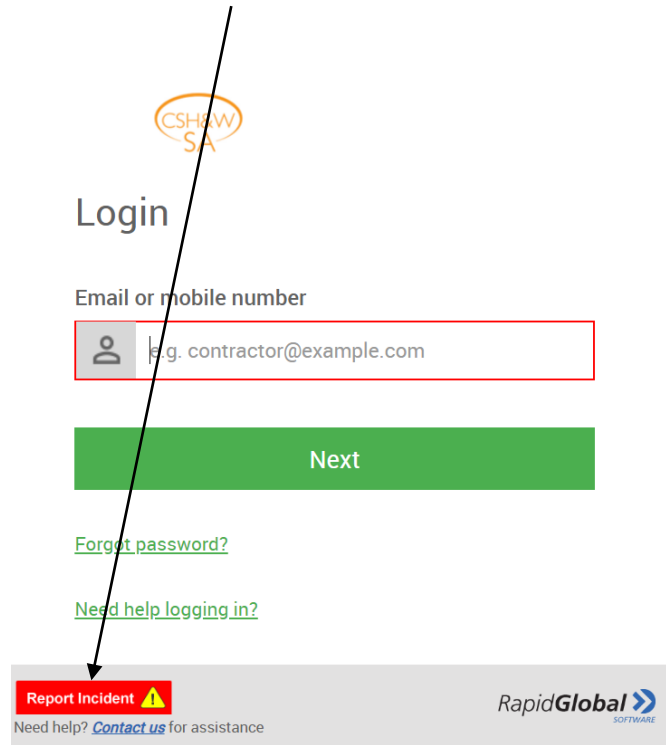 CSH&W
SA
Login
Email or mobile number
e.g. contractor@example.com
Next
Forgot password?
Need help logging in?
Report Incident
Need help? Contact us for assistance
RapidGlobal
SOFTWARE